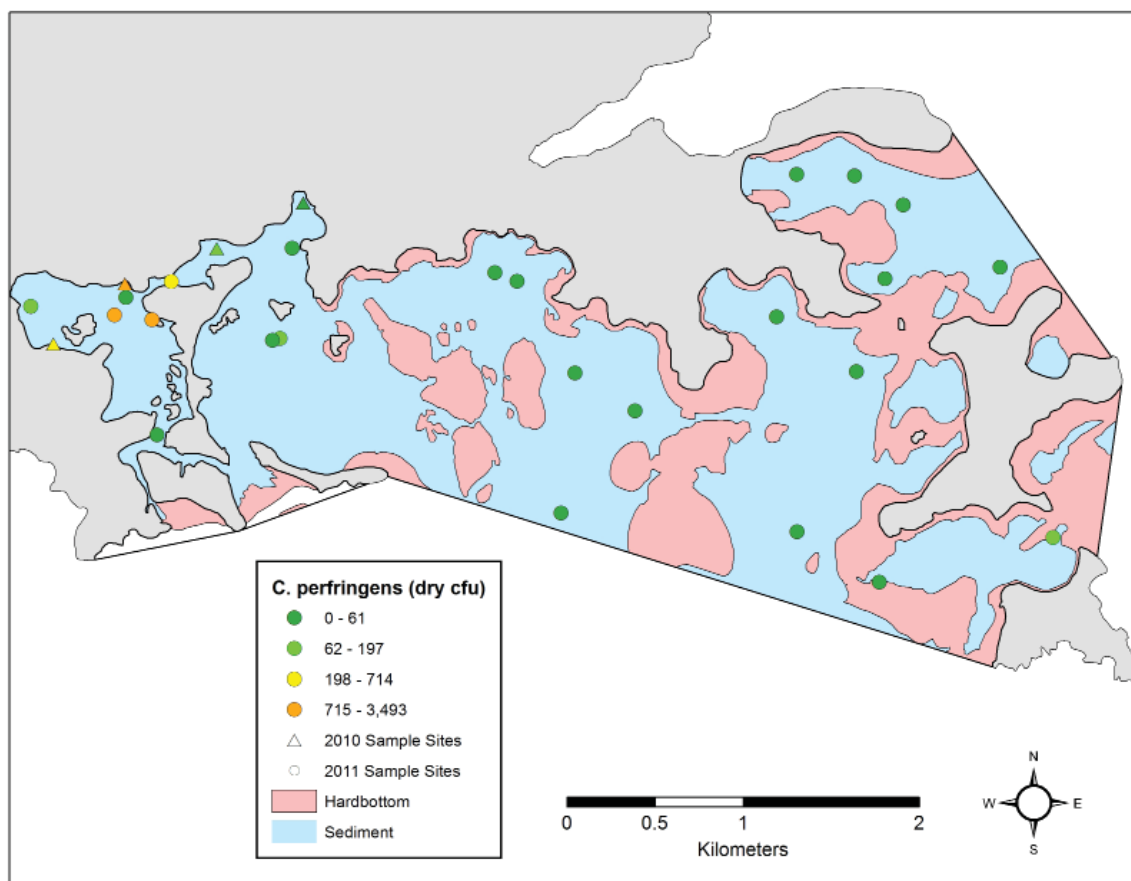 C. perfringens (dry cfu)
0 - 61
62 - 197
198 - 714
715 - 3,493
2010 Sample Sites
2011 Sample Sites
Hardbottom
Sediment
0 0.5 1 2
Kilometers
N
W E
S